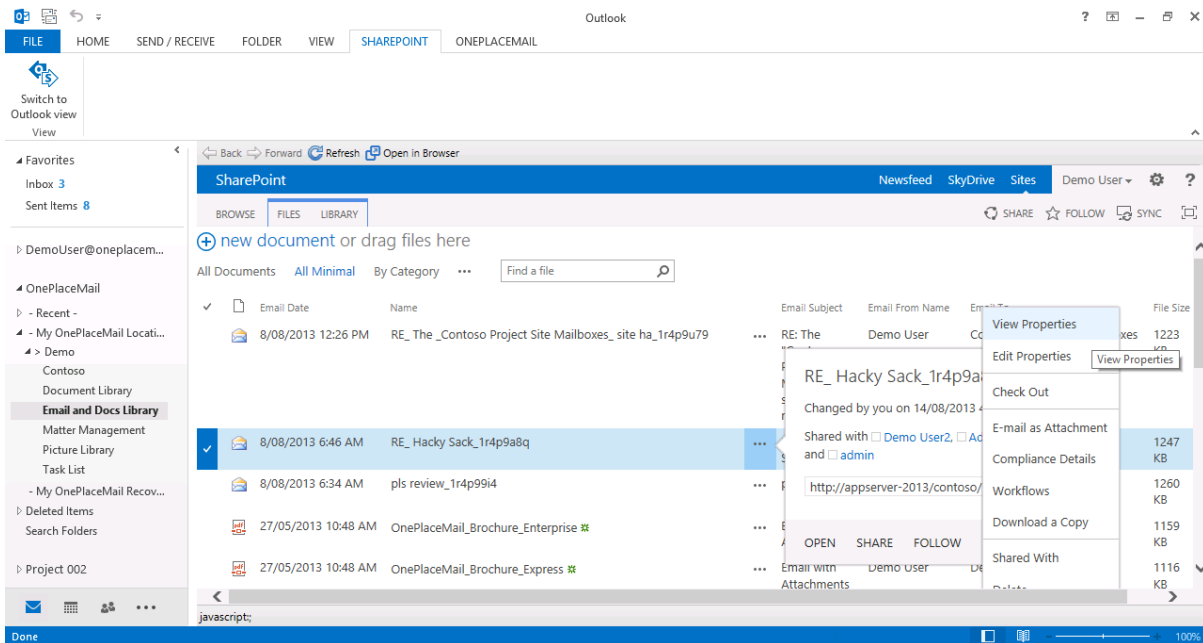 Outlook
FILE HOME SEND / RECEIVE FOLDER VIEW SHAREPOINT ONEPLACEMAIL
Switch to
Outlook view
View
Favorites
Inbox 3
Sent Items 8
DemoUser@oneplacem...
OnePlaceMail
- Recent -
- My OnePlaceMail Locati...
> Demo
Contoso
Document Library
Email and Docs Library
Matter Management
Picture Library
Task List
- My OnePlaceMail Recov...
Deleted Items
Search Folders
Project 002
Back Forward Refresh Open in Browser
SharePoint Newsfeed SkyDrive Sites Demo User ?
BROWSE FILES LIBRARY SHARE FOLLOW SYNC
new document or drag files here
All Documents All Minimal By Category ••• Find a file
Email Date Name Email Subject Email From Name File Size
8/08/2013 12:26 PM RE_ The _Contoso Project Site Mailboxes_ site ha_1r4p9u79 ••• RE: The Demo User 1223
KB
8/08/2013 6:46 AM RE_ Hacky Sack_1r4p9a8q ••• 1247
KB
8/08/2013 6:34 AM pls review_1r4p99i4 ••• 1260
KB
27/05/2013 10:48 AM OnePlaceMail_Brochure_Enterprise ••• 1159
KB
27/05/2013 10:48 AM OnePlaceMail_Brochure_Express ••• Email with Demo User 1116
Attachments KB
RE_ Hacky Sack_1r4p9a
Changed by you on 14/08/2013
Shared with Demo User2,
and admin
http://appserver-2013/contoso/
OPEN SHARE FOLLOW
View Properties
Edit Properties
View Properties
Check Out
E-mail as Attachment
Compliance Details
Workflows
Download a Copy
Shared With
javascript:;
Done 100%